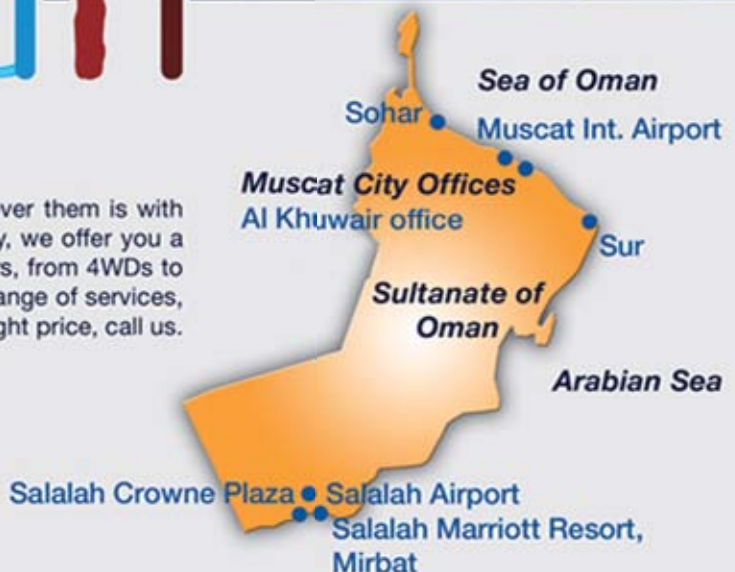 Sea of Oman
Sohar
Muscat Int. Airport
Muscat City Offices
Al Khuwair office
Sur
ver them is with
y, we offer you a
s, from 4WDs to
ange of services,
ght price, call us.
Sultanate of
Oman
Arabian Sea
Salalah Crowne Plaza
Salalah Airport
Salalah Marriott Resort,
Mirbat